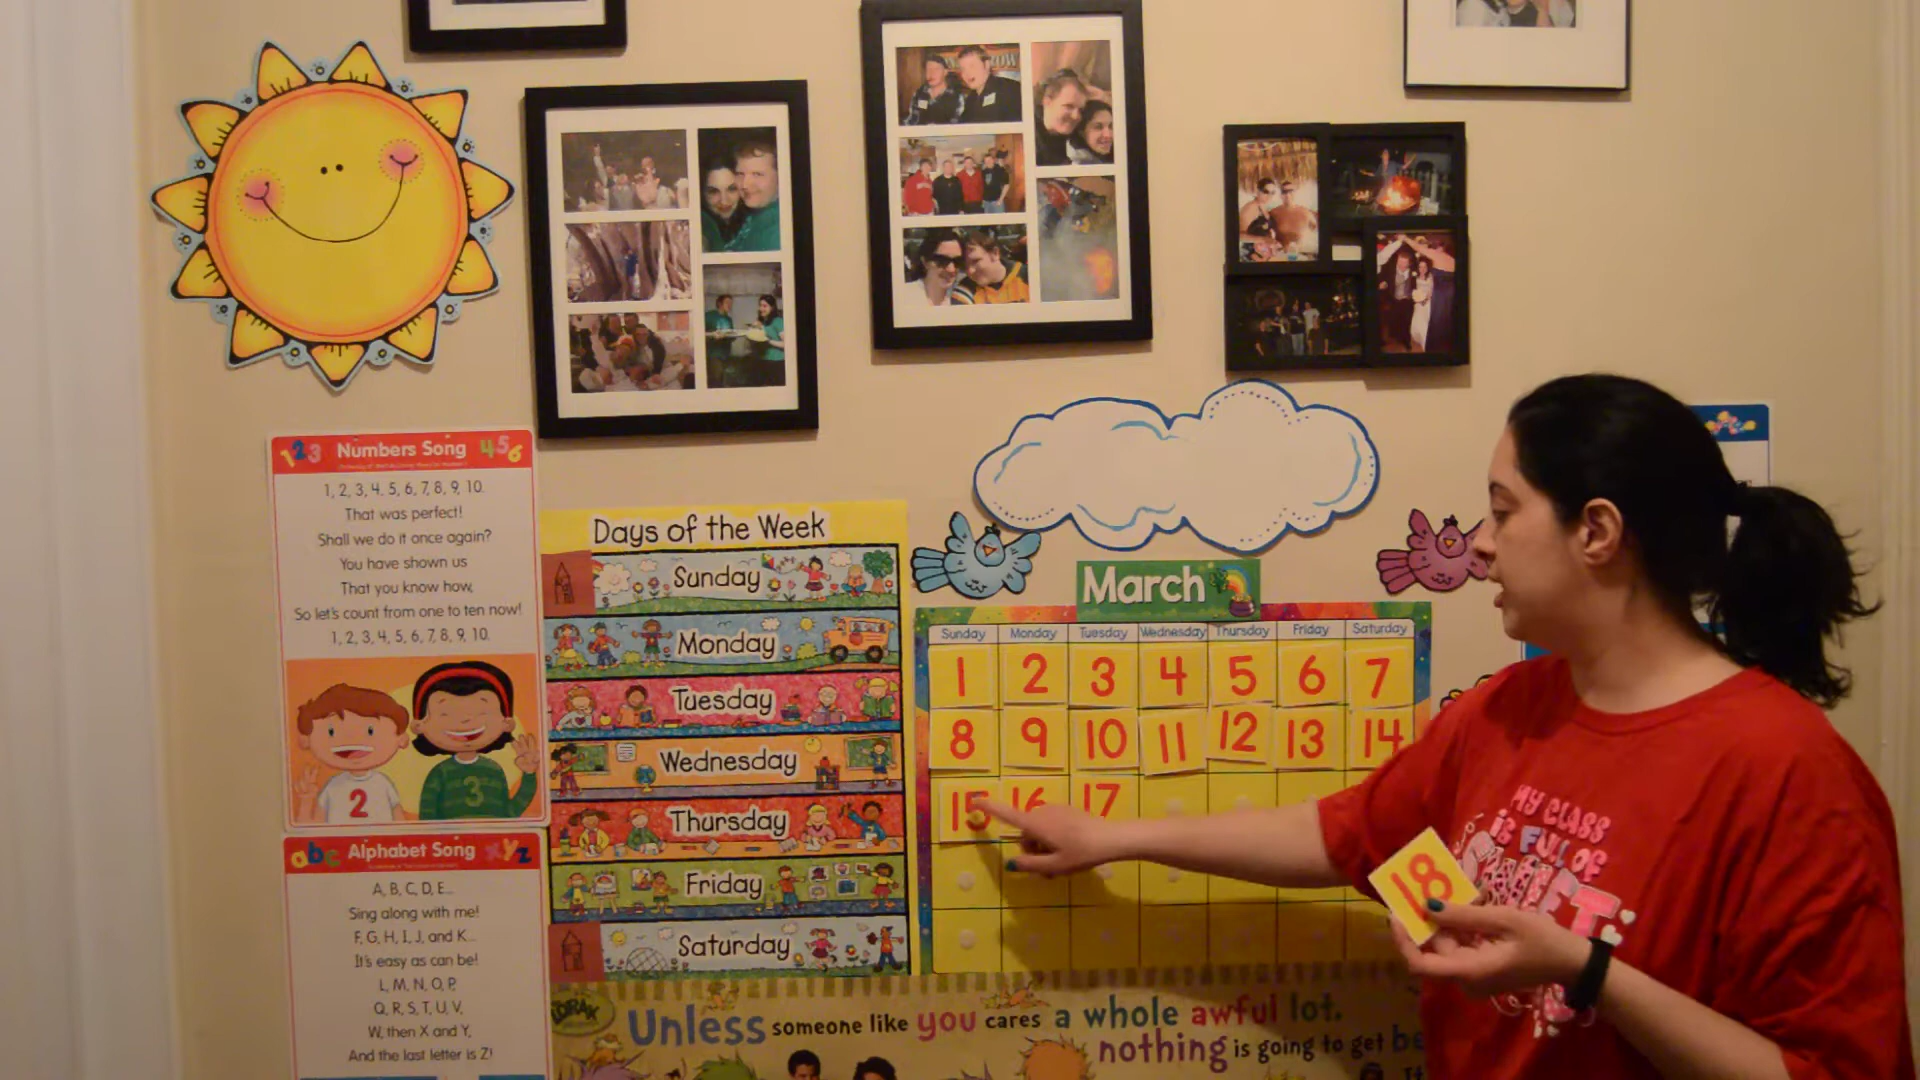 123 Numbers Song 456
1, 2, 3, 4, 5, 6, 7, 8, 9, 10.
That was perfect!
Shall we do it once again?
You have shown us
That you know how,
So let's count from one to ten now!
1, 2, 3, 4, 5, 6, 7, 8, 9, 10.
2
3
abc Alphabet Song xyz
A, B, C, D, E...
Sing along with me!
F, G, H, I, J, and K...
It's easy as can be!
L, M, N, O, P,
Q, R, S, T, U, V,
W, then X and Y,
And the last letter is Z!
Days of the Week
Sunday
Monday
Tuesday
Wednesday
Thursday
Friday
Saturday
March
Sunday Monday Tuesday Wednesday Thursday Friday Saturday
1 2 3 4 5 6 7
8 9 10 11 12 13 14
15 16 17
18
MY CLASS
IS FULL OF
Unless someone like you cares a whole awful lot.
nothing is going to get be
It